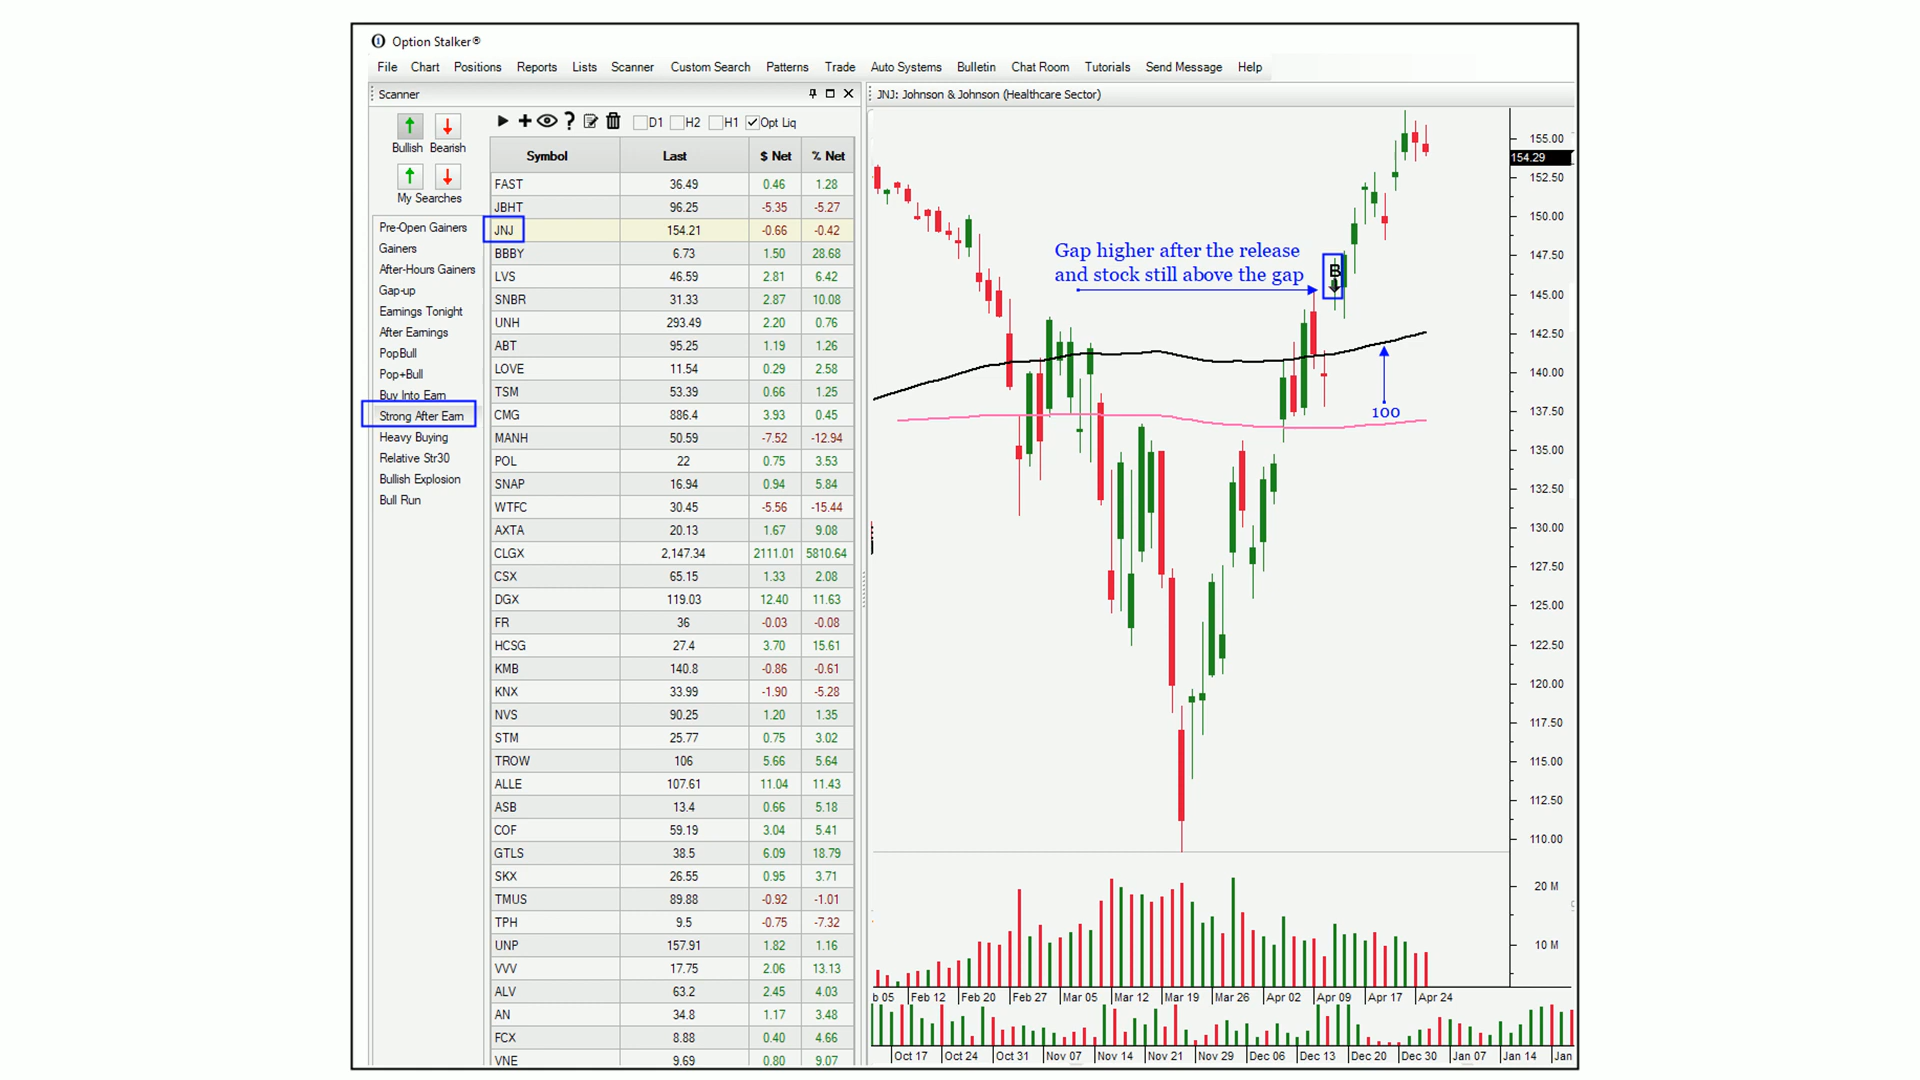 Option Stalker®
File Chart Positions Reports Lists Scanner Custom Search Patterns Trade Auto Systems Bulletin Chat Room Tutorials Send Message Help
Scanner
JNJ: Johnson & Johnson (Healthcare Sector)
Bullish Bearish
My Searches
Pre-Open Gainers
Gainers
After-Hours Gainers
Gap-up
Earnings Tonight
After Earnings
PopBull
Pop+Bull
Buy Into Earn
Strong After Earn
Heavy Buying
Relative Str30
Bullish Explosion
Bull Run
D1 H2 H1 Opt Liq
Symbol Last $ Net % Net
FAST 36.49 0.46 1.28
JBHT 96.25 -5.35 -5.27
JNJ 154.21 -0.66 -0.42
BBBY 6.73 1.50 28.68
LVS 46.59 2.81 6.42
SNBR 31.33 2.87 10.08
UNH 293.49 2.20 0.76
ABT 95.25 1.19 1.26
LOVE 11.54 0.29 2.58
TSM 53.39 0.66 1.25
CMG 886.4 3.93 0.45
MANH 50.59 -7.52 -12.94
POL 22 0.75 3.53
SNAP 16.94 0.94 5.84
WTFC 30.45 -5.56 -15.44
AXTA 20.13 1.67 9.08
CLGX 2,147.34 2111.01 5810.64
CSX 65.15 1.33 2.08
DGX 119.03 12.40 11.63
FR 36 -0.03 -0.08
HCSG 27.4 3.70 15.61
KMB 140.8 -0.86 -0.61
KNX 33.99 -1.90 -5.28
NVS 90.25 1.20 1.35
STM 25.77 0.75 3.02
TROW 106 5.66 5.64
ALLE 107.61 11.04 11.43
ASB 13.4 0.66 5.18
COF 59.19 3.04 5.41
GTLS 38.5 6.09 18.79
SKX 26.55 0.95 3.71
TMUS 89.88 -0.92 -1.01
TPH 9.5 -0.75 -7.32
UNP 157.91 1.82 1.16
VVV 17.75 2.06 13.13
ALV 63.2 2.45 4.03
AN 34.8 1.17 3.48
FCX 8.88 0.40 4.66
VNE 9.69 0.80 9.07
Gap higher after the release
and stock still above the gap
B
100
155.00
154.29
152.50
150.00
147.50
145.00
142.50
140.00
137.50
135.00
132.50
130.00
127.50
125.00
122.50
120.00
117.50
115.00
112.50
110.00
20 M
10 M
b 05 Feb 12 Feb 20 Feb 27 Mar 05 Mar 12 Mar 19 Mar 26 Apr 02 Apr 09 Apr 17 Apr 24
Oct 17 Oct 24 Oct 31 Nov 07 Nov 14 Nov 21 Nov 29 Dec 06 Dec 13 Dec 20 Dec 30 Jan 07 Jan 14 Jan